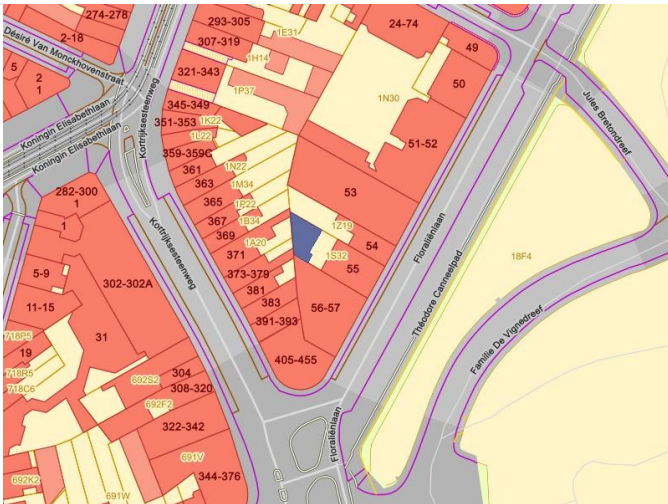 274-278
2-18
Désiré Van Monckhovenstraat
5
2
1
Koningin Elisabethlaan
Koningin Elisabethlaan
Kortrijksesteenweg
293-305
1E31
307-319
1H14
321-343
1P37
345-349
351-353
1K22
1L22
359-359C
361
1N22
363
1M34
365
1P22
367
1B34
369
1A20
371
373-379
381
383
391-393
405-455
24-74
49
50
1N30
51-52
53
1Z19
54
1S32
55
56-57
Floraliënlaan
Théodore Canneelpad
Jules Bretondreef
18F4
Familie De Vignedreef
Floraliënlaan
Kortrijksesteenweg
282-300
1
1
302-302A
5-9
11-15
31
718P5
19
718R5
718C6
304
692S2
308-320
692F2
322-342
691V
344-376
692K2
691W